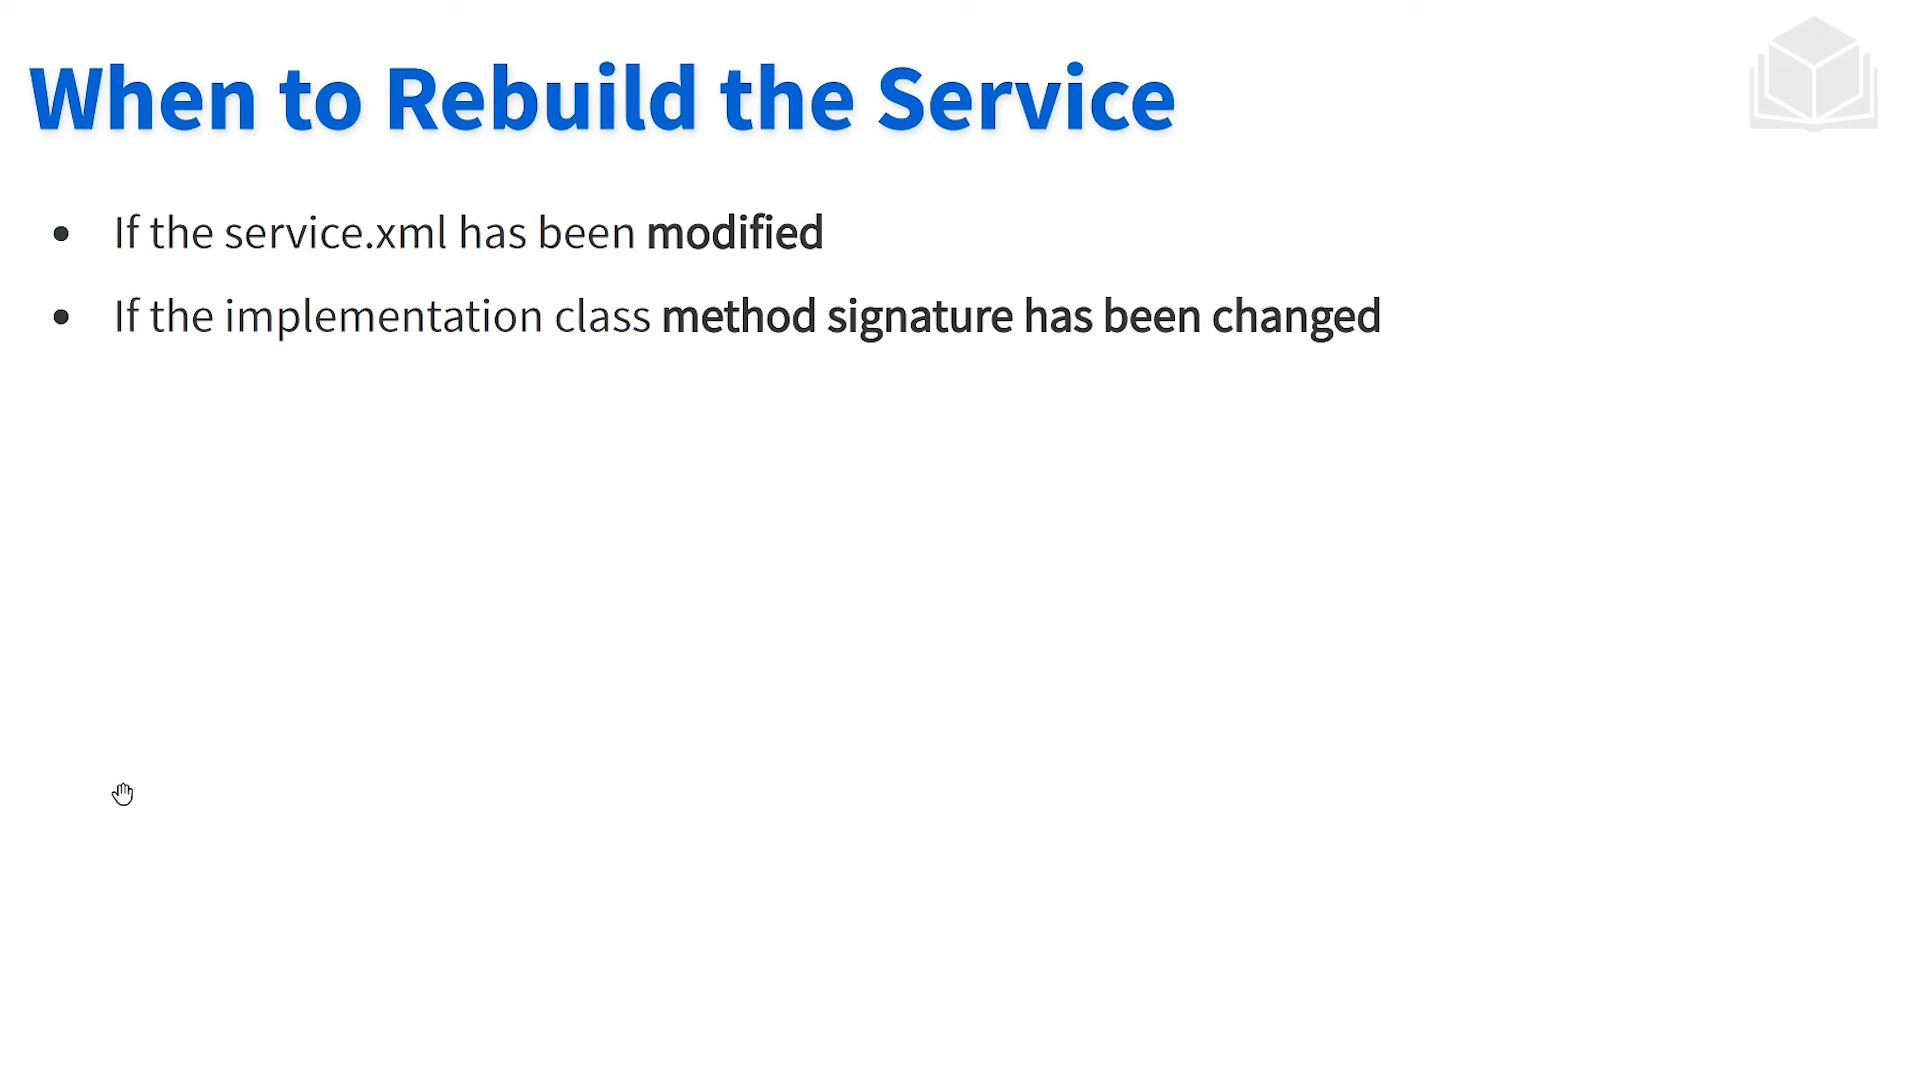 When to Rebuild the Service
• If the service.xml has been modified
• If the implementation class method signature has been changed